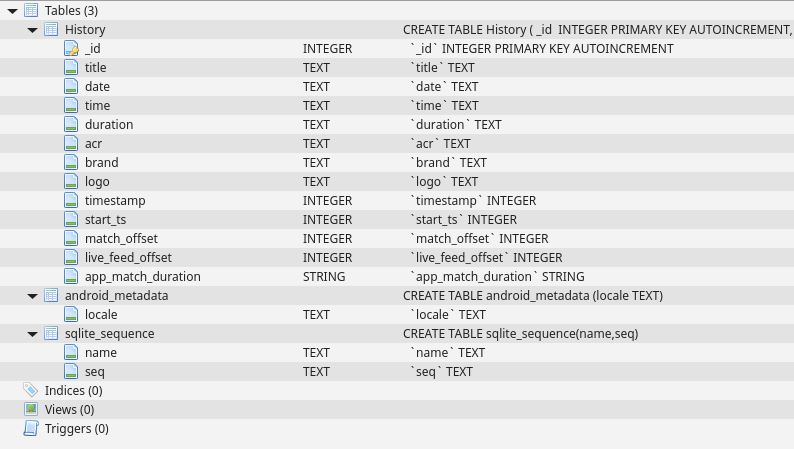 Tables (3)
History CREATE TABLE History ( _id INTEGER PRIMARY KEY AUTOINCREMENT,
_id INTEGER `_id` INTEGER PRIMARY KEY AUTOINCREMENT
title TEXT `title` TEXT
date TEXT `date` TEXT
time TEXT `time` TEXT
duration TEXT `duration` TEXT
acr TEXT `acr` TEXT
brand TEXT `brand` TEXT
logo TEXT `logo` TEXT
timestamp INTEGER `timestamp` INTEGER
start_ts INTEGER `start_ts` INTEGER
match_offset INTEGER `match_offset` INTEGER
live_feed_offset INTEGER `live_feed_offset` INTEGER
app_match_duration STRING `app_match_duration` STRING
android_metadata CREATE TABLE android_metadata (locale TEXT)
locale TEXT `locale` TEXT
sqlite_sequence CREATE TABLE sqlite_sequence(name,seq)
name TEXT `name` TEXT
seq TEXT `seq` TEXT
Indices (0)
Views (0)
Triggers (0)